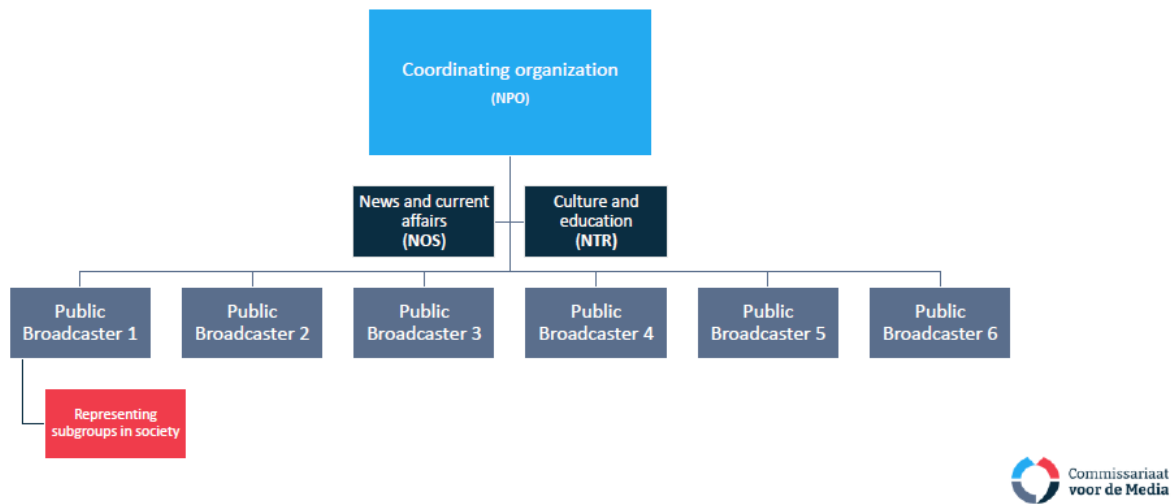 Coordinating organization
(NPO)
News and current
affairs
(NOS)
Culture and
education
(NTR)
Public
Broadcaster 1
Public
Broadcaster 2
Public
Broadcaster 3
Public
Broadcaster 4
Public
Broadcaster 5
Public
Broadcaster 6
Representing
subgroups in society
Commissariaat
voor de Media